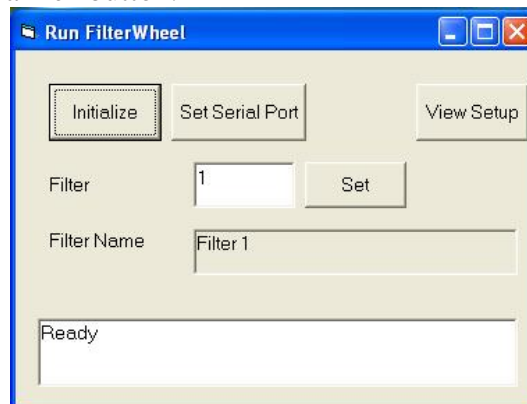 Run FilterWheel
Initialize Set Serial Port View Setup
Filter 1 Set
Filter Name Filter 1
Ready